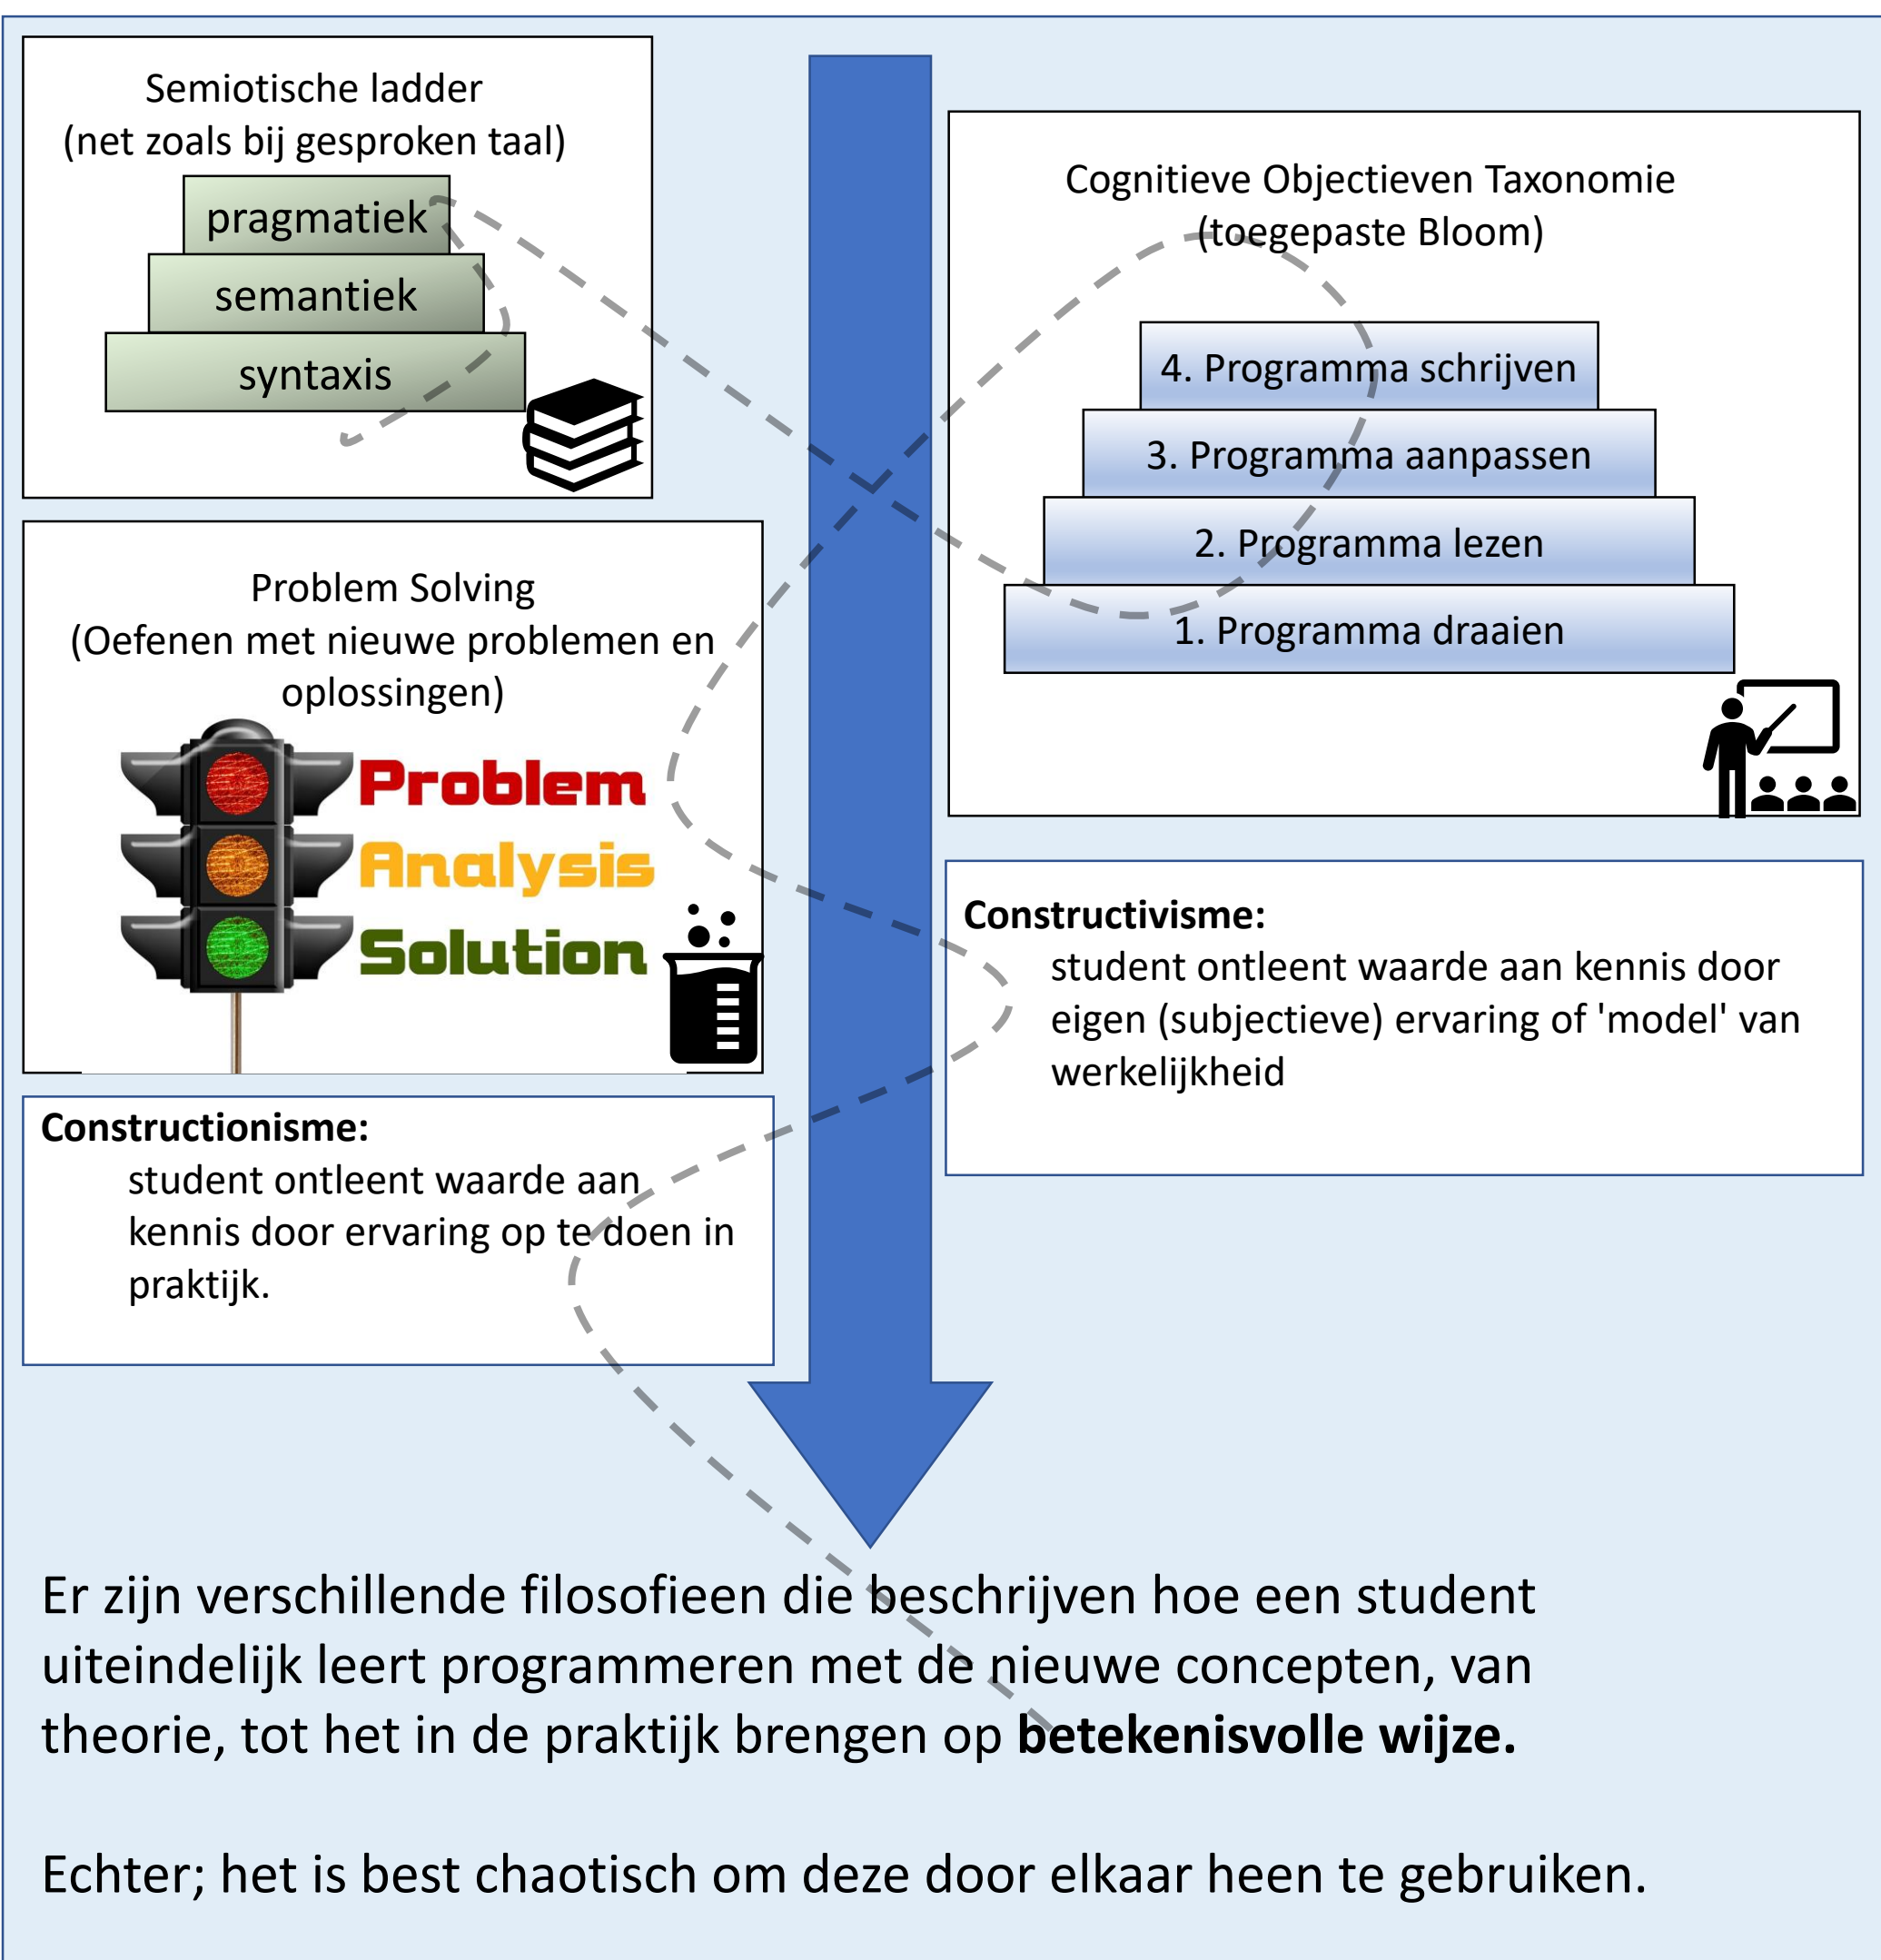 Semiotische ladder
(net zoals bij gesproken taal)
pragmatiek
semantiek
syntaxis
Cognitieve Objectieven Taxonomie
(toegepaste Bloom)
4. Programma schrijven
3. Programma aanpassen
2. Programma lezen
1. Programma draaien
Problem Solving
(Oefenen met nieuwe problemen en
oplossingen)
Problem
Analysis
Solution
Constructivisme:
student ontleent waarde aan kennis door
eigen (subjectieve) ervaring of 'model' van
werkelijkheid
Constructionisme:
student ontleent waarde aan
kennis door ervaring op te doen in
praktijk.
Er zijn verschillende filosofieen die beschrijven hoe een student
uiteindelijk leert programmeren met de nieuwe concepten, van
theorie, tot het in de praktijk brengen op betekenisvolle wijze.
Echter; het is best chaotisch om deze door elkaar heen te gebruiken.